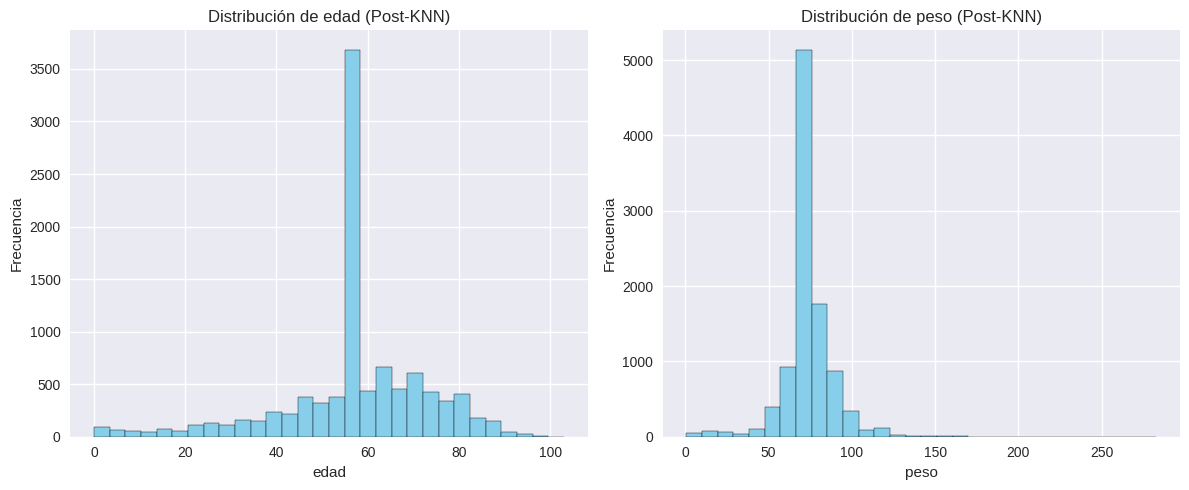 Distribución de edad (Post-KNN)
3500
3000
2500
2000
1500
1000
500
0
Frecuencia
0 20 40 60 80 100
edad
Distribución de peso (Post-KNN)
5000
4000
3000
2000
1000
0
Frecuencia
0 50 100 150 200 250
peso